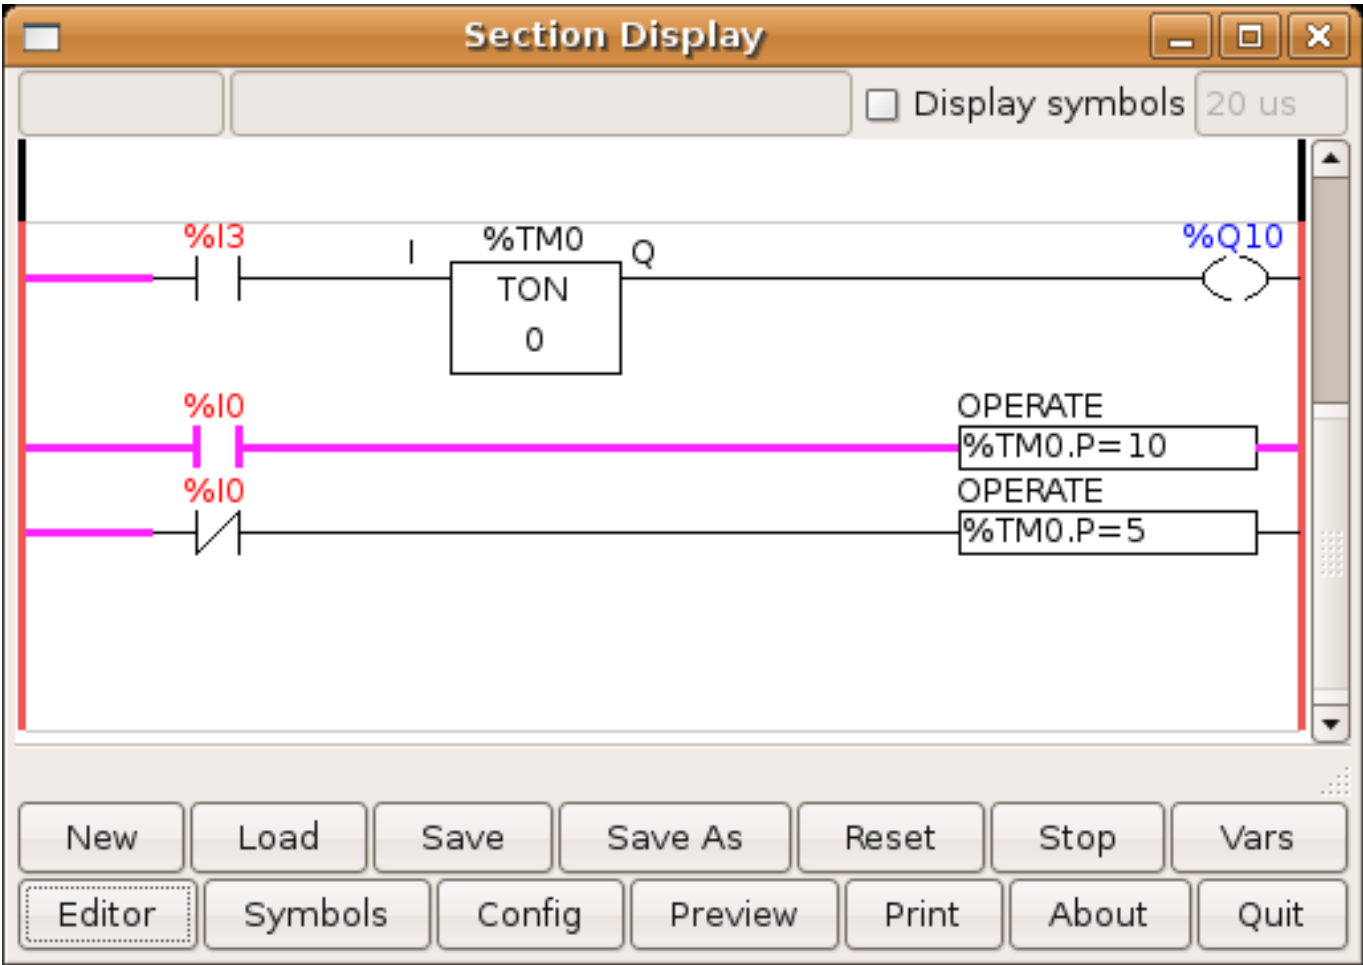 Section Display
Display symbols 20 us
%I3 I %TM0 Q %Q10
TON
0
%I0 OPERATE
%TM0.P=10
%I0 OPERATE
%TM0.P=5
New Load Save Save As Reset Stop Vars
Editor Symbols Config Preview Print About Quit